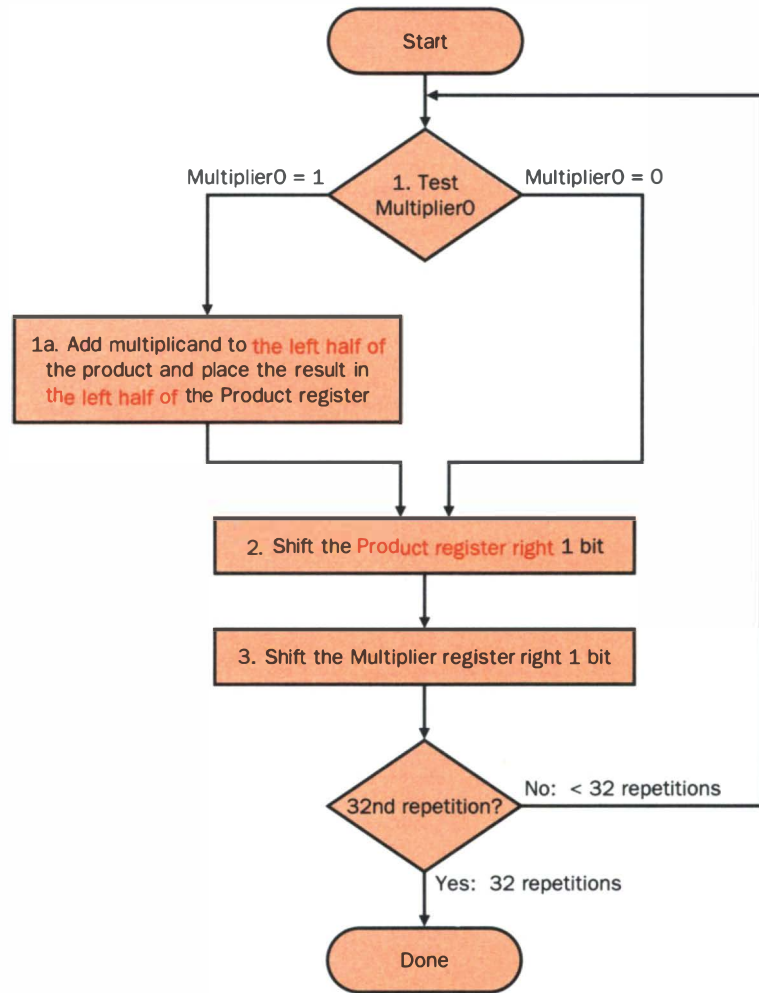 Start
Multiplier0 = 1
1. Test
Multiplier0
Multiplier0 = 0
1a. Add multiplicand to the left half of
the product and place the result in
the left half of the Product register
2. Shift the Product register right 1 bit
3. Shift the Multiplier register right 1 bit
32nd repetition?
No: < 32 repetitions
Yes: 32 repetitions
Done